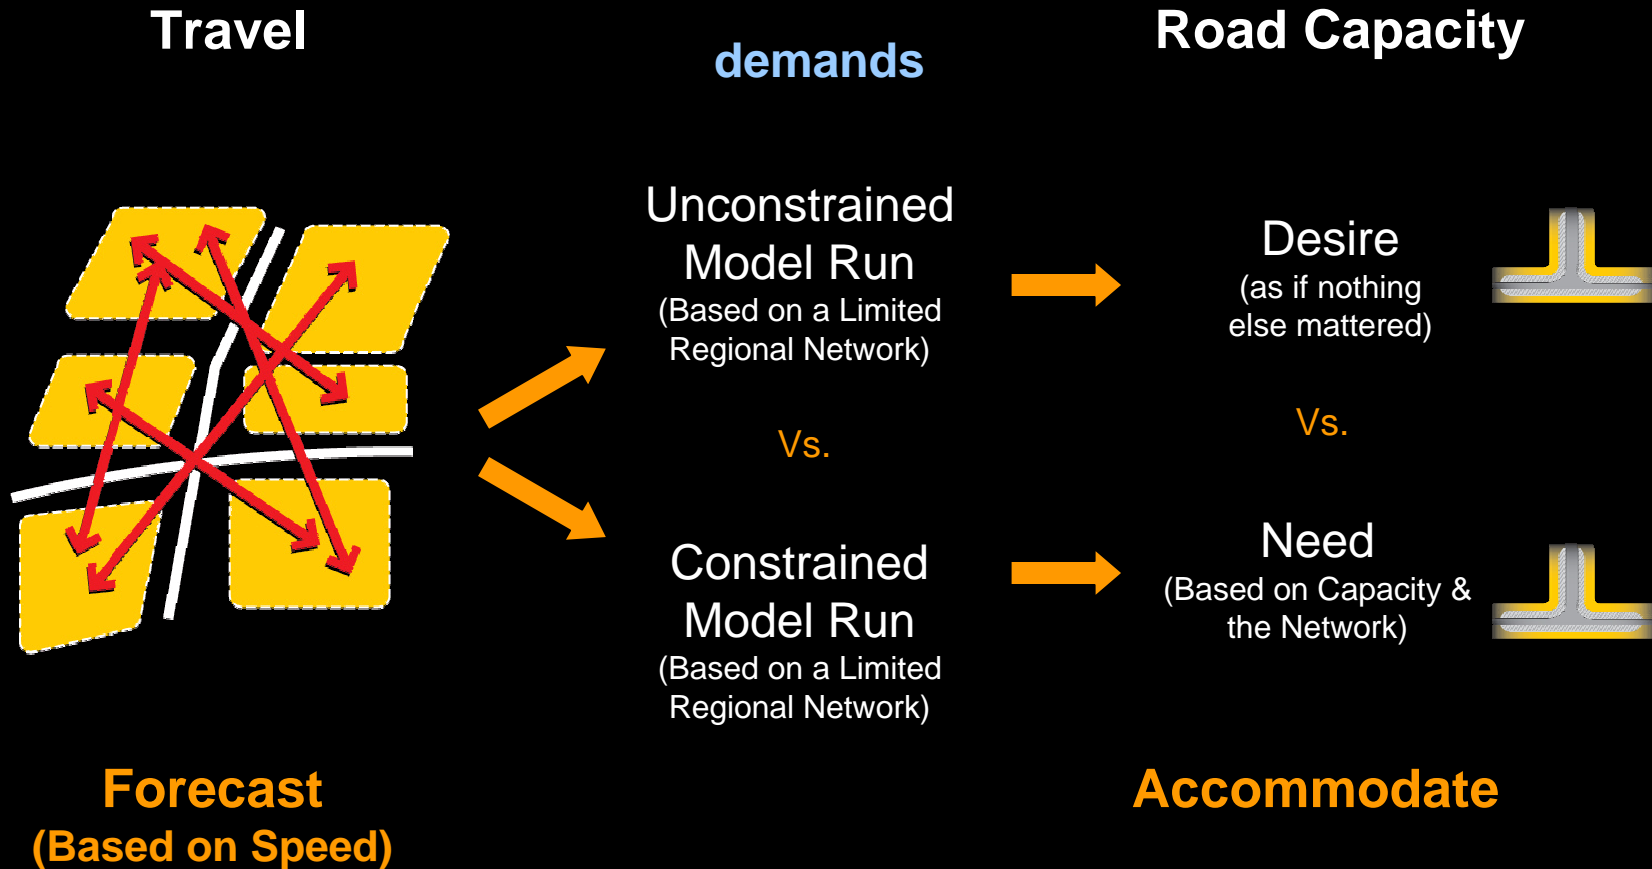 Travel
demands
Road Capacity
Unconstrained
Model Run
(Based on a Limited
Regional Network)
Desire
(as if nothing
else mattered)
Vs.
Vs.
Constrained
Model Run
(Based on a Limited
Regional Network)
Need
(Based on Capacity &
the Network)
Forecast
(Based on Speed)
Accommodate